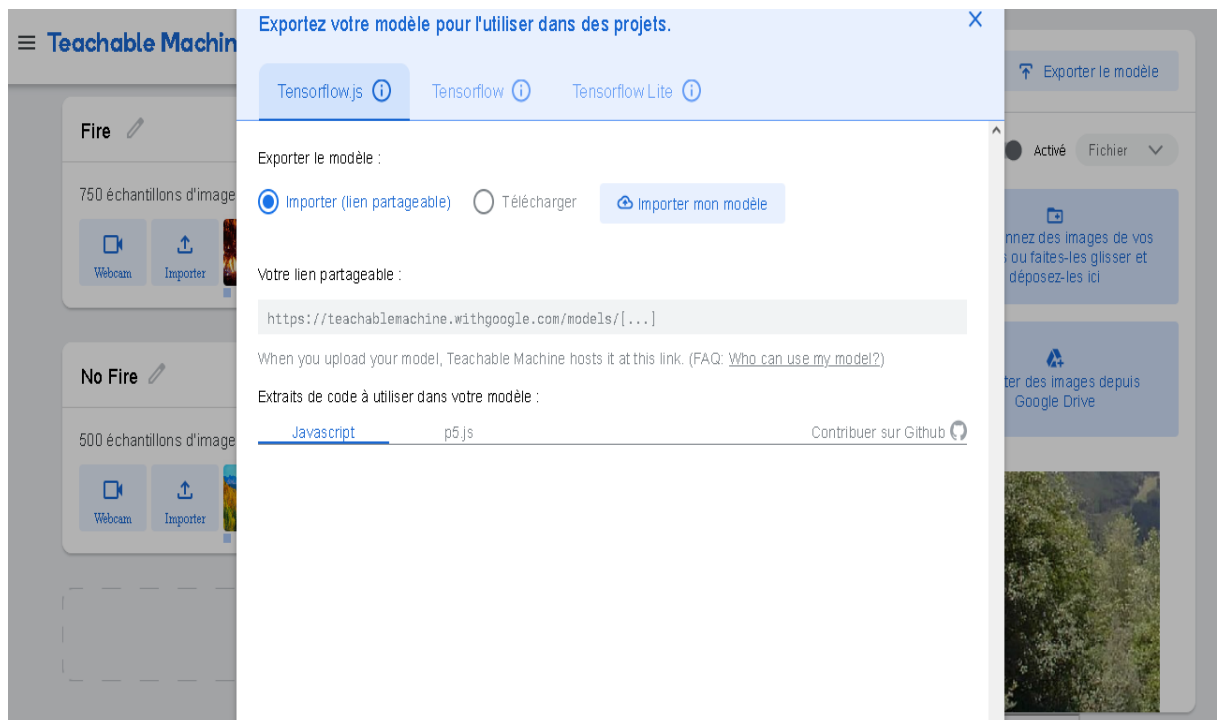 Exportez votre modèle pour l'utiliser dans des projets.
Teachable Machin
Exporter le modèle
Tensorflow.js
Tensorflow
Tensorflow Lite
Fire
Exporter le modèle :
Activé
Fichier
750 échantillons d'image
Importer (lien partageable)
Télécharger
Importer mon modèle
Webcam
Importer
nnez des images de vos
ou faites-les glisser et
déposez-les ici
Votre lien partageable :
https://teachablemachine.withgoogle.com/models/[...]
When you upload your model, Teachable Machine hosts it at this link. (FAQ: Who can use my model?)
No Fire
ter des images depuis
Google Drive
Extraits de code à utiliser dans votre modèle :
Javascript
p5.js
Contribuer sur Github
500 échantillons d'image
Webcam
Importer